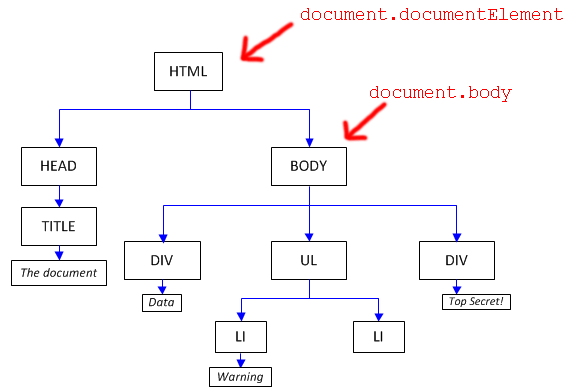 document.documentElement
HTML
document.body
HEAD
BODY
TITLE
The document
DIV
UL
DIV
Data
Top Secret!
LI
LI
Warning